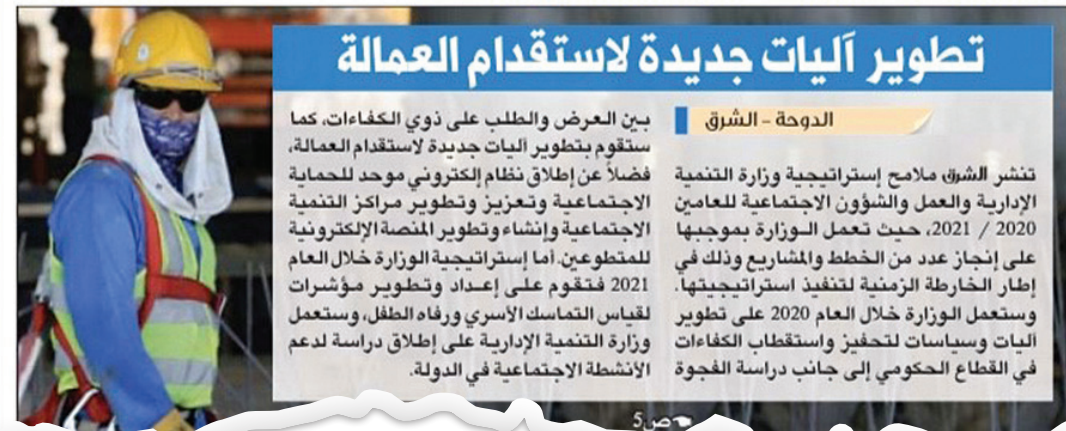 تطوير آليات جديدة لاستقدام العمالة
الدوحة - الشرق
تنشر الشرق ملامح إستراتيجية وزارة التنمية
الإدارية والعمل والشؤون الاجتماعية للعامين
2020 / 2021، حيث تعمل الوزارة بموجبها
على إنجاز عدد من الخطط والمشاريع وذلك في
إطار الخارطة الزمنية لتنفيذ استراتيجيتها.
وستعمل الوزارة خلال العام 2020 على تطوير
آليات وسياسات لتحفيز واستقطاب الكفاءات
في القطاع الحكومي إلى جانب دراسة الفجوة
بين العرض والطلب على ذوي الكفاءات، كما
ستقوم بتطوير آليات جديدة لاستقدام العمالة،
فضلاً عن إطلاق نظام إلكتروني موحد للحماية
الاجتماعية وتعزيز وتطوير مراكز التنمية
الاجتماعية وإنشاء وتطوير المنصة الإلكترونية
للمتطوعين. أما إستراتيجية الوزارة خلال العام
2021 فتقوم على إعداد وتطوير مؤشرات
لقياس التماسك الأسري ورفاه الطفل، وستعمل
وزارة التنمية الإدارية على إطلاق دراسة لدعم
الأنشطة الاجتماعية في الدولة.
ص5